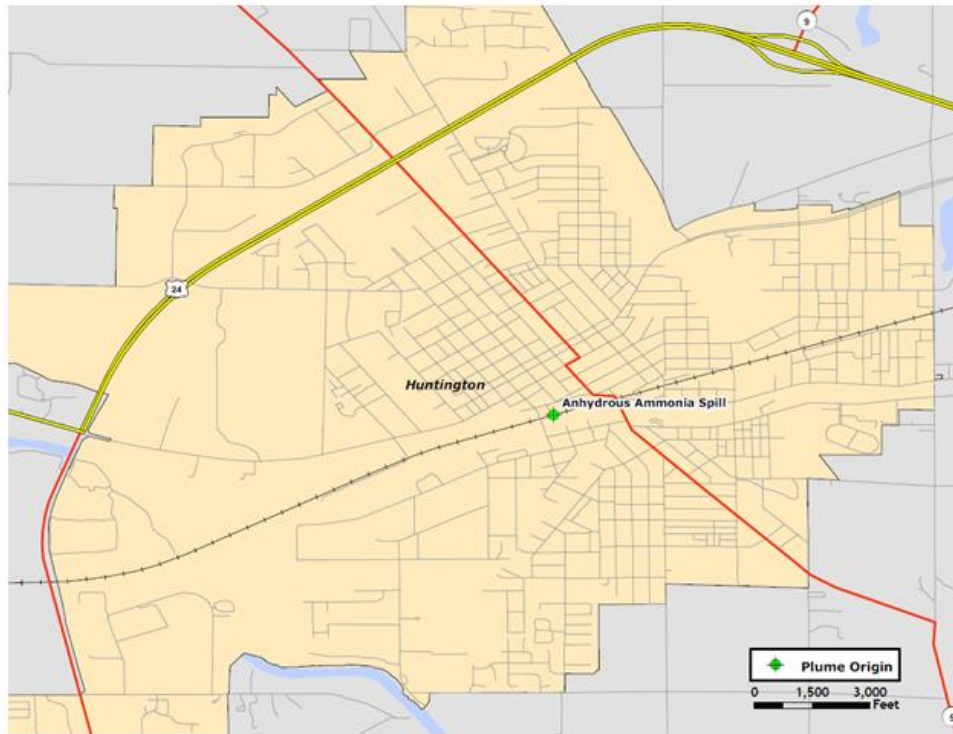 9
24
Huntington
Anhydrous Ammonia Spill
Plume Origin
0 1,500 3,000
Feet